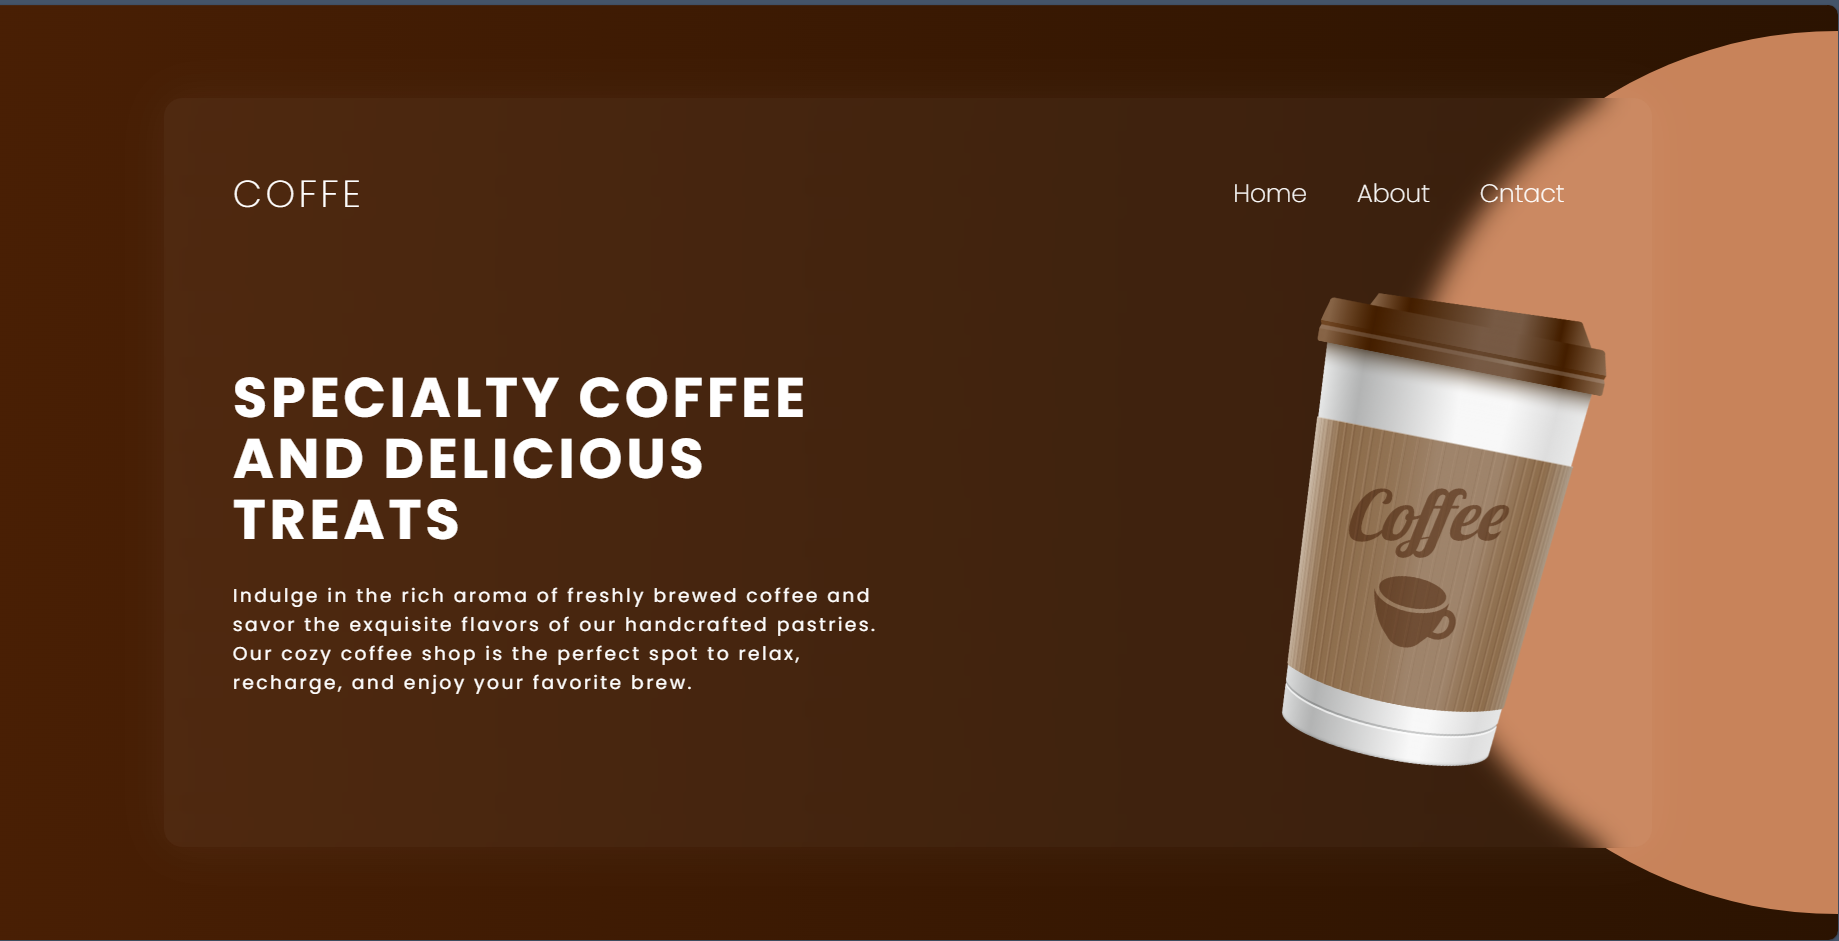 COFFE
Home About Cntact
SPECIALTY COFFEE
AND DELICIOUS
TREATS
Indulge in the rich aroma of freshly brewed coffee and
savor the exquisite flavors of our handcrafted pastries.
Our cozy coffee shop is the perfect spot to relax,
recharge, and enjoy your favorite brew.
Coffee